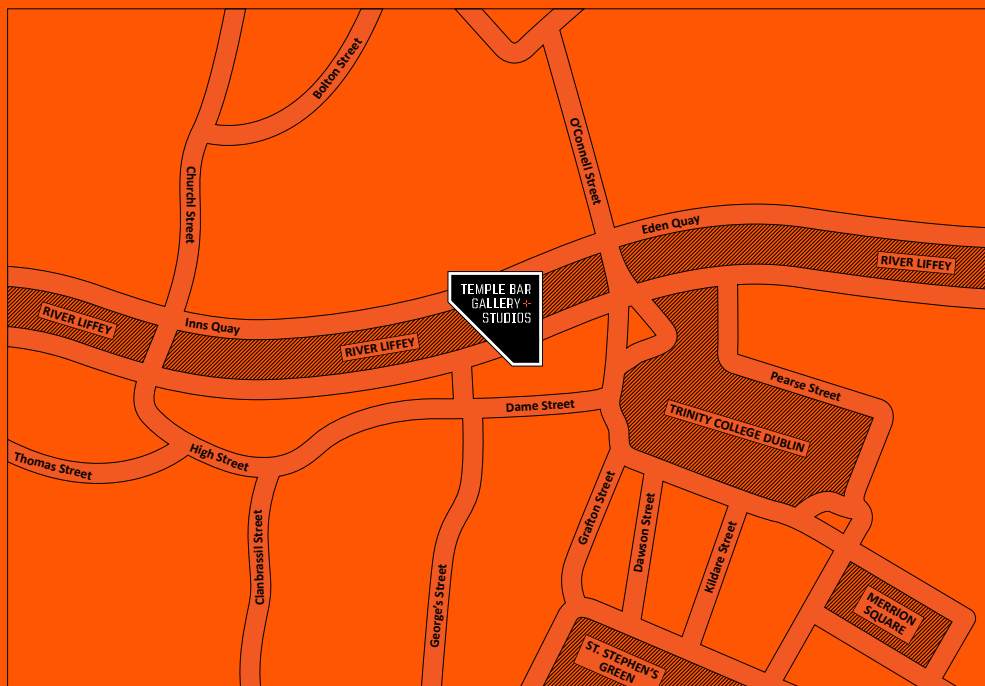 Bolton Street
O'Connell Street
Churchl Street
Eden Quay
RIVER LIFFEY
TEMPLE BAR
GALLERY+
STUDIOS
RIVER LIFFEY
Inns Quay
RIVER LIFFEY
Pearse Street
Dame Street
TRINITY COLLEGE DUBLIN
High Street
Thomas Street
Grafton Street
Dawson Street
Kildare Street
Clanbrassil Street
George's Street
MERRION
SQUARE
ST. STEPHEN'S
GREEN